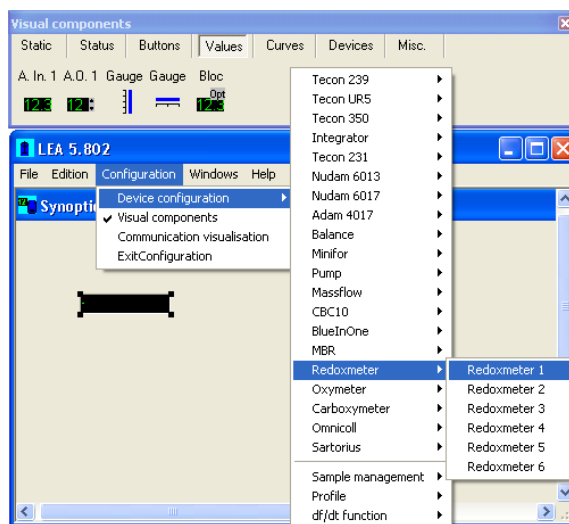 Visual components
Static Status Buttons Values Curves Devices Misc.
A. In. 1 A.O. 1 Gauge Gauge Bloc
12.3 12 Opt 12.3
LEA 5.802
File Edition Configuration Windows Help
Synopti
Device configuration
Visual components
Communication visualisation
ExitConfiguration
Tecon 239
Tecon UR5
Tecon 350
Integrator
Tecon 231
Nudam 6013
Nudam 6017
Adam 4017
Balance
Minifor
Pump
Massflow
CBC10
BlueInOne
MBR
Redoxmeter
Oxymeter
Carboxymeter
Omnicoll
Sartorius
Sample management
Profile
df/dt function
Redoxmeter 1
Redoxmeter 2
Redoxmeter 3
Redoxmeter 4
Redoxmeter 5
Redoxmeter 6